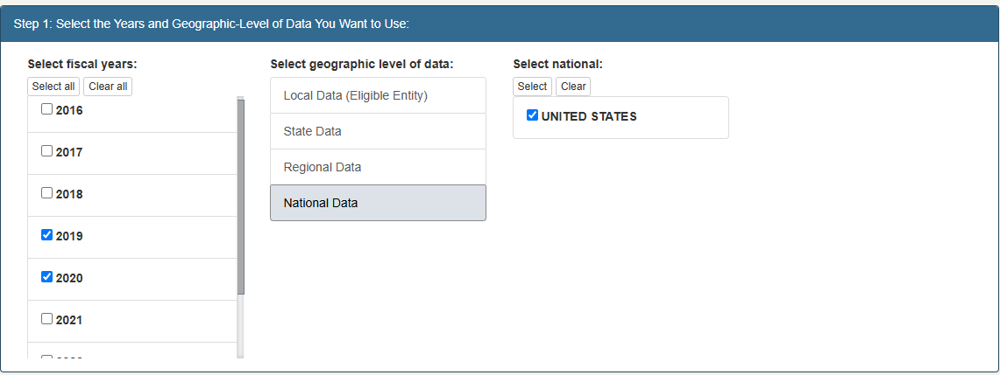 Step 1: Select the Years and Geographic-Level of Data You Want to Use:
Select fiscal years:
Select all
Clear all
2016
2017
2018
2019
2020
2021
Select geographic level of data:
Local Data (Eligible Entity)
State Data
Regional Data
National Data
Select national:
Select
Clear
UNITED STATES